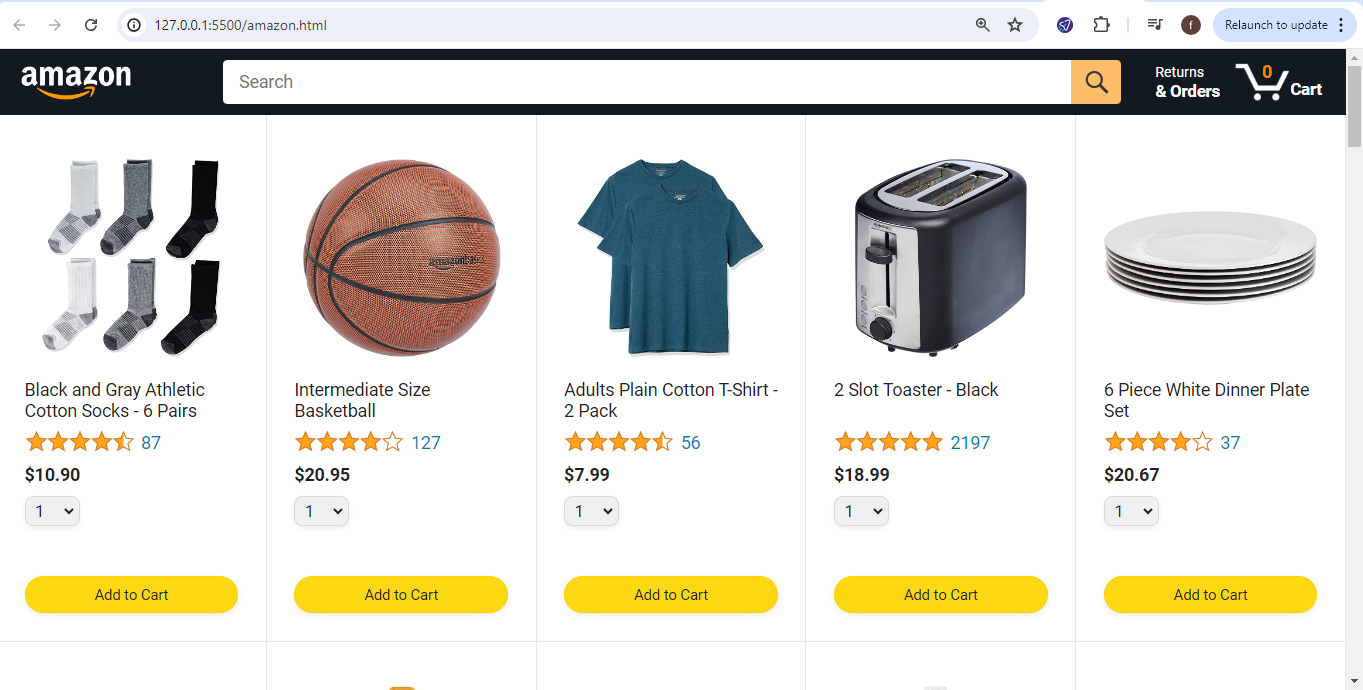 127.0.0.1:5500/amazon.html
f
Relaunch to update
amazon
Search
Returns
& Orders
0
Cart
amazonbasics
Black and Gray Athletic
Cotton Socks - 6 Pairs
87
$10.90
1
Add to Cart
Intermediate Size
Basketball
127
$20.95
1
Add to Cart
Adults Plain Cotton T-Shirt -
2 Pack
56
$7.99
1
Add to Cart
2 Slot Toaster - Black
2197
$18.99
1
Add to Cart
6 Piece White Dinner Plate
Set
37
$20.67
1
Add to Cart